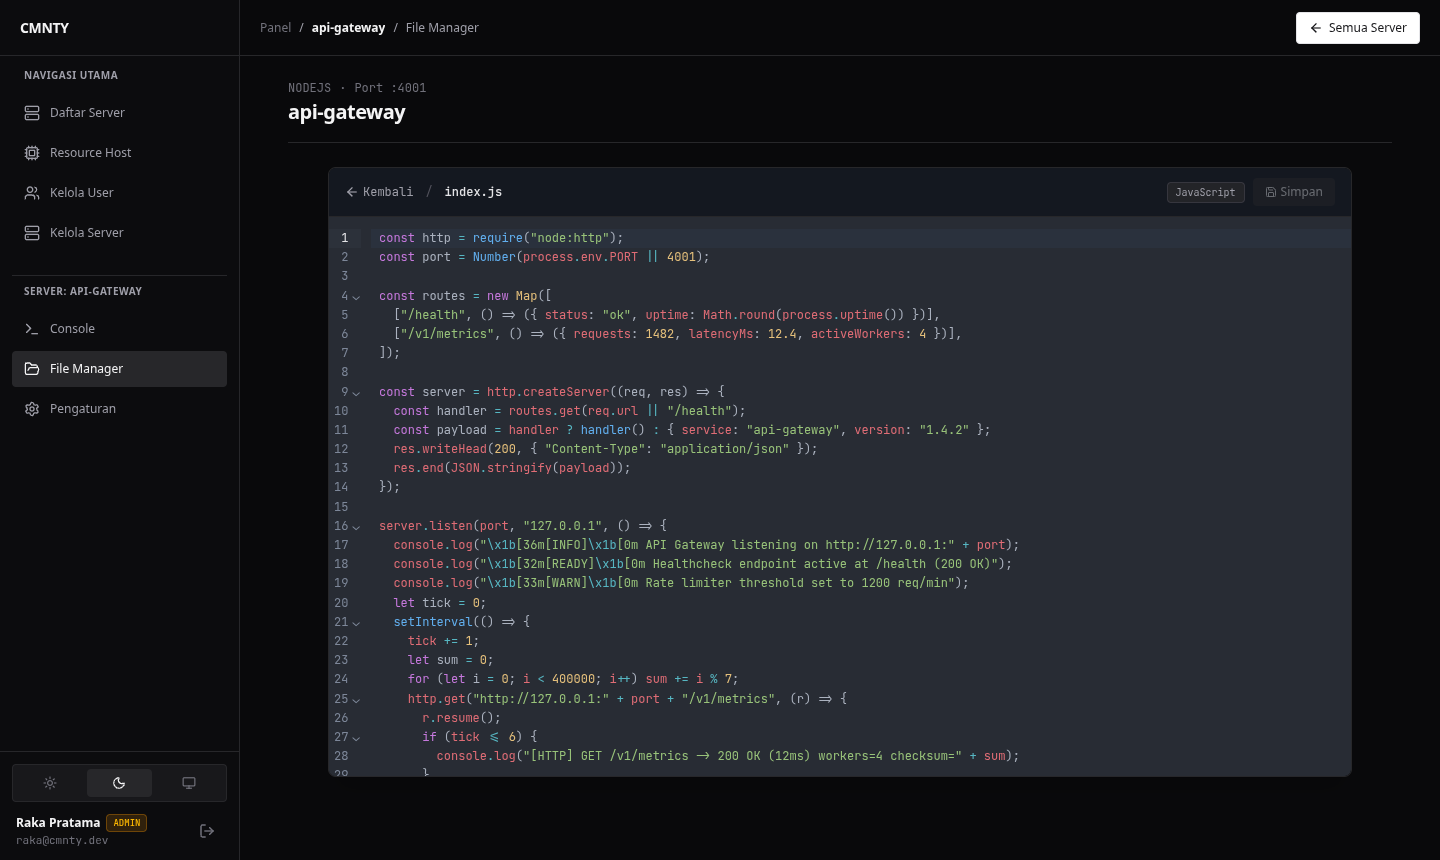 CMNTY
Panel / api-gateway / File Manager
Semua Server
NAVIGASI UTAMA
Daftar Server
Resource Host
Kelola User
Kelola Server
SERVER: API-GATEWAY
Console
File Manager
Pengaturan
Raka Pratama ADMIN
raka@cmnty.dev
NODEJS · Port :4001
api-gateway
← Kembali / index.js
JavaScript
Simpan
1 const http = require("node:http");
2 const port = Number(process.env.PORT || 4001);
3
4 const routes = new Map([
5   ["/health", () => ({ status: "ok", uptime: Math.round(process.uptime()) })],
6   ["/v1/metrics", () => ({ requests: 1482, latencyMs: 12.4, activeWorkers: 4 })],
7 ]);
8
9 const server = http.createServer((req, res) => {
10   const handler = routes.get(req.url || "/health");
11   const payload = handler ? handler() : { service: "api-gateway", version: "1.4.2" };
12   res.writeHead(200, { "Content-Type": "application/json" });
13   res.end(JSON.stringify(payload));
14 });
15
16 server.listen(port, "127.0.0.1", () => {
17   console.log("\x1b[36m[INFO]\x1b[0m API Gateway listening on http://127.0.0.1:" + port);
18   console.log("\x1b[32m[READY]\x1b[0m Healthcheck endpoint active at /health (200 OK)");
19   console.log("\x1b[33m[WARN]\x1b[0m Rate limiter threshold set to 1200 req/min");
20   let tick = 0;
21   setInterval(() => {
22     tick += 1;
23     let sum = 0;
24     for (let i = 0; i < 400000; i++) sum += i % 7;
25     http.get("http://127.0.0.1:" + port + "/v1/metrics", (r) => {
26       r.resume();
27       if (tick <= 6) {
28         console.log("[HTTP] GET /v1/metrics -> 200 OK (12ms) workers=4 checksum=" + sum);
29       }